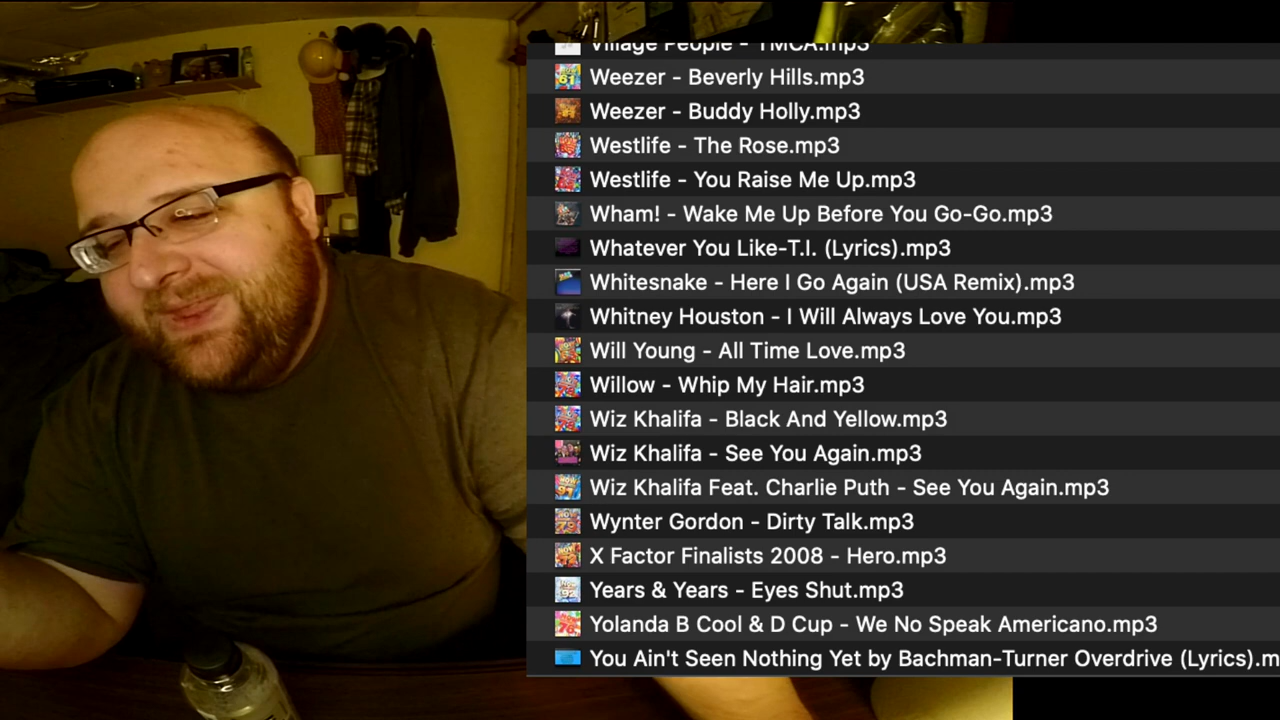 Village People - YMCA.mp3
Weezer - Beverly Hills.mp3
Weezer - Buddy Holly.mp3
Westlife - The Rose.mp3
Westlife - You Raise Me Up.mp3
Wham! - Wake Me Up Before You Go-Go.mp3
Whatever You Like-T.I. (Lyrics).mp3
Whitesnake - Here I Go Again (USA Remix).mp3
Whitney Houston - I Will Always Love You.mp3
Will Young - All Time Love.mp3
Willow - Whip My Hair.mp3
Wiz Khalifa - Black And Yellow.mp3
Wiz Khalifa - See You Again.mp3
Wiz Khalifa Feat. Charlie Puth - See You Again.mp3
Wynter Gordon - Dirty Talk.mp3
X Factor Finalists 2008 - Hero.mp3
Years & Years - Eyes Shut.mp3
Yolanda B Cool & D Cup - We No Speak Americano.mp3
You Ain't Seen Nothing Yet by Bachman-Turner Overdrive (Lyrics).m